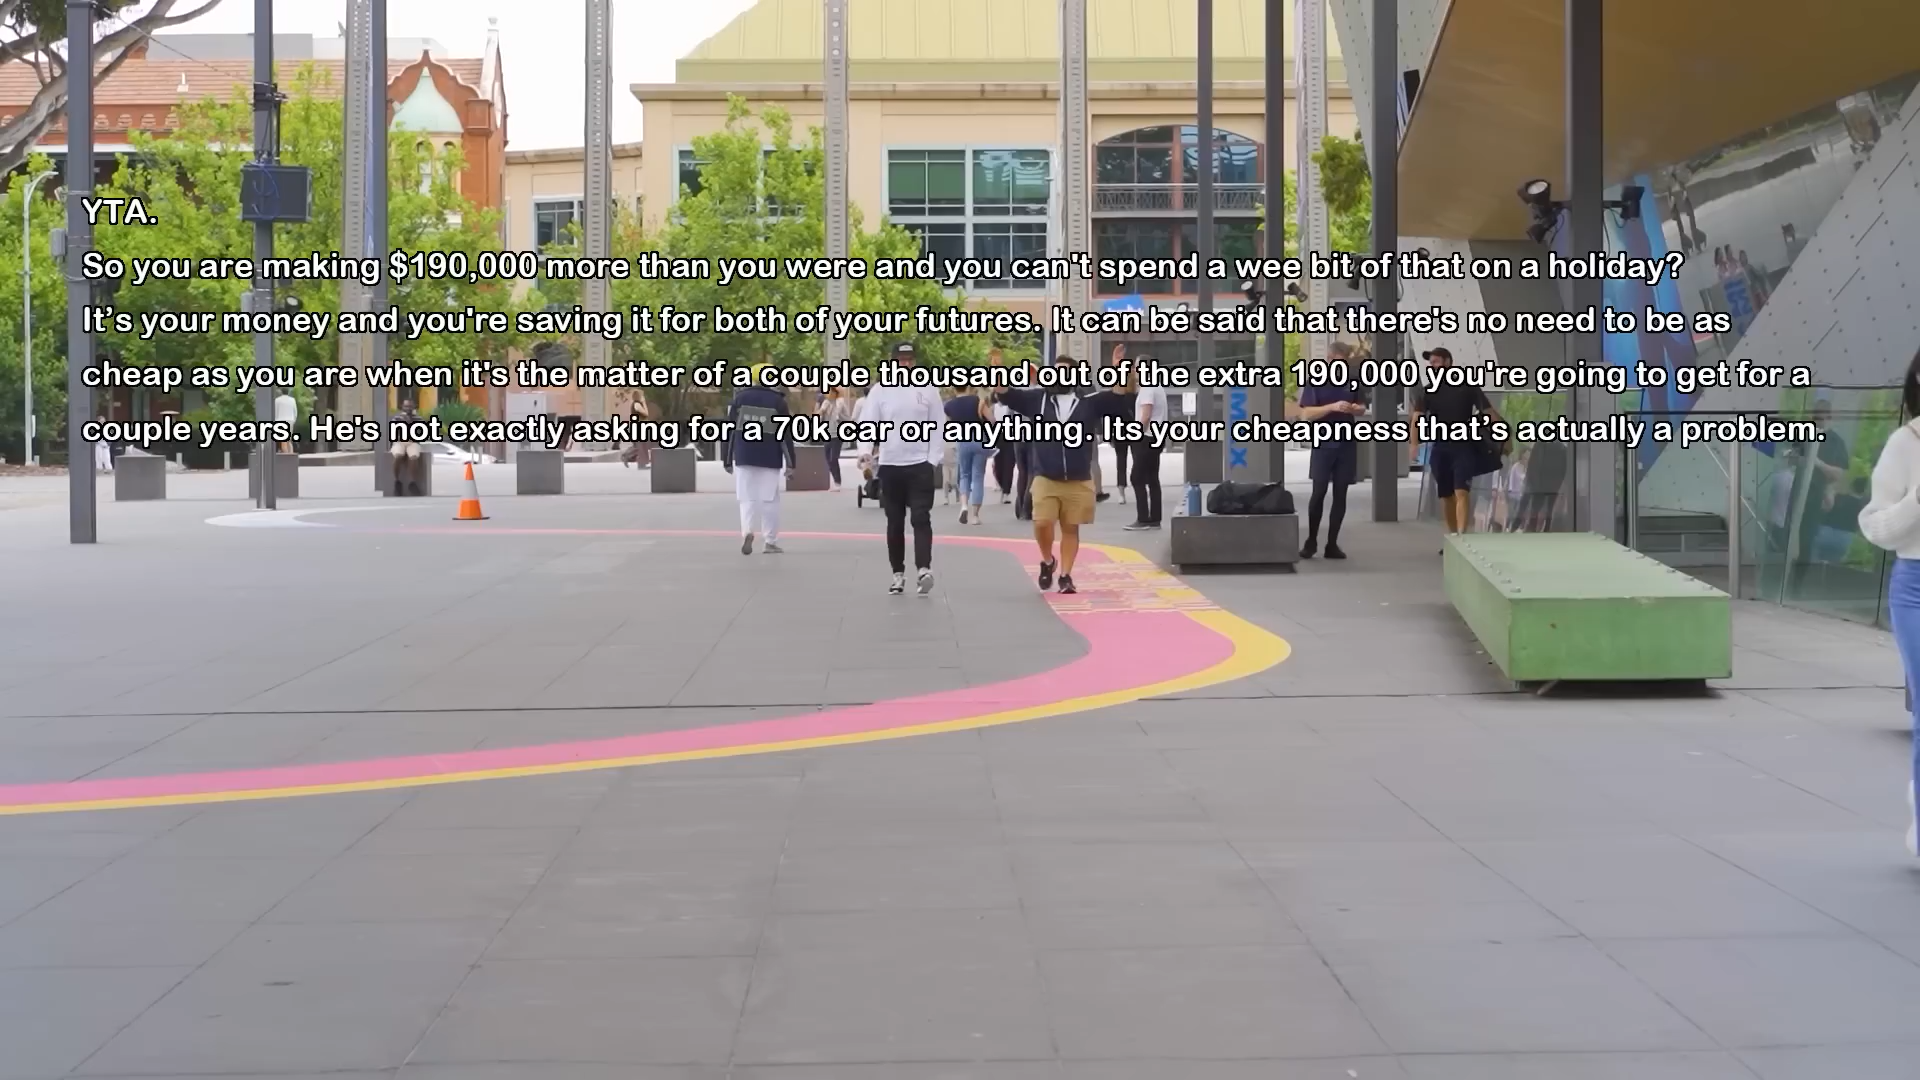 YTA.
So you are making $190,000 more than you were and you can't spend a wee bit of that on a holiday?
It’s your money and you're saving it for both of your futures. It can be said that there's no need to be as
cheap as you are when it's the matter of a couple thousand out of the extra 190,000 you're going to get for a
couple years. He's not exactly asking for a 70k car or anything. Its your cheapness that’s actually a problem.